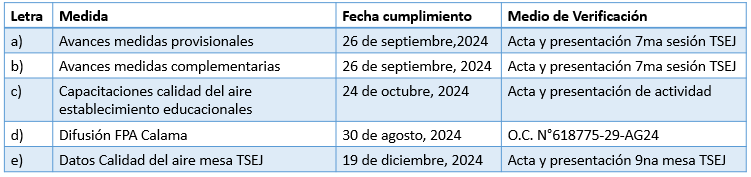 Letra Medida Fecha cumplimiento Medio de Verificación
a) Avances medidas provisionales 26 de septiembre,2024 Acta y presentación 7ma sesión TSEJ
b) Avances medidas complementarias 26 de septiembre, 2024 Acta y presentación 7ma sesión TSEJ
c) Capacitaciones calidad del aire 24 de octubre, 2024 Acta y presentación de actividad
establecimiento educacionales
d) Difusión FPA Calama 30 de agosto, 2024 O.C. N°618775-29-AG24
e) Datos Calidad del aire mesa TSEJ 19 de diciembre, 2024 Acta y presentación 9na mesa TSEJ